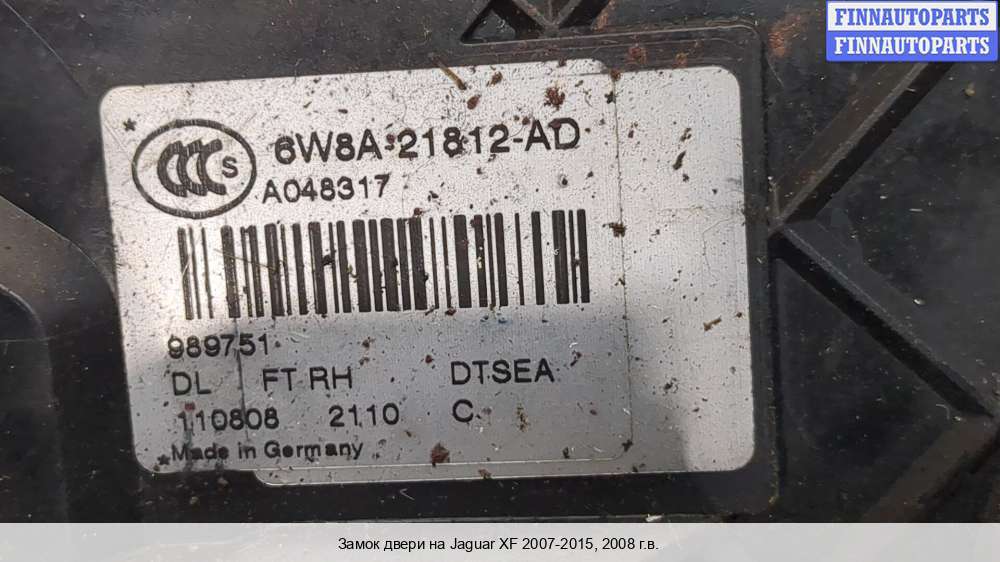 FINNAUTOPARTS
FINNAUTOPARTS
CCC S
6W8A-21812-AD
A048317
989751
DL FT RH DTSEA
110808 2110 C
Made in Germany
Замок двери на Jaguar XF 2007-2015, 2008 г.в.